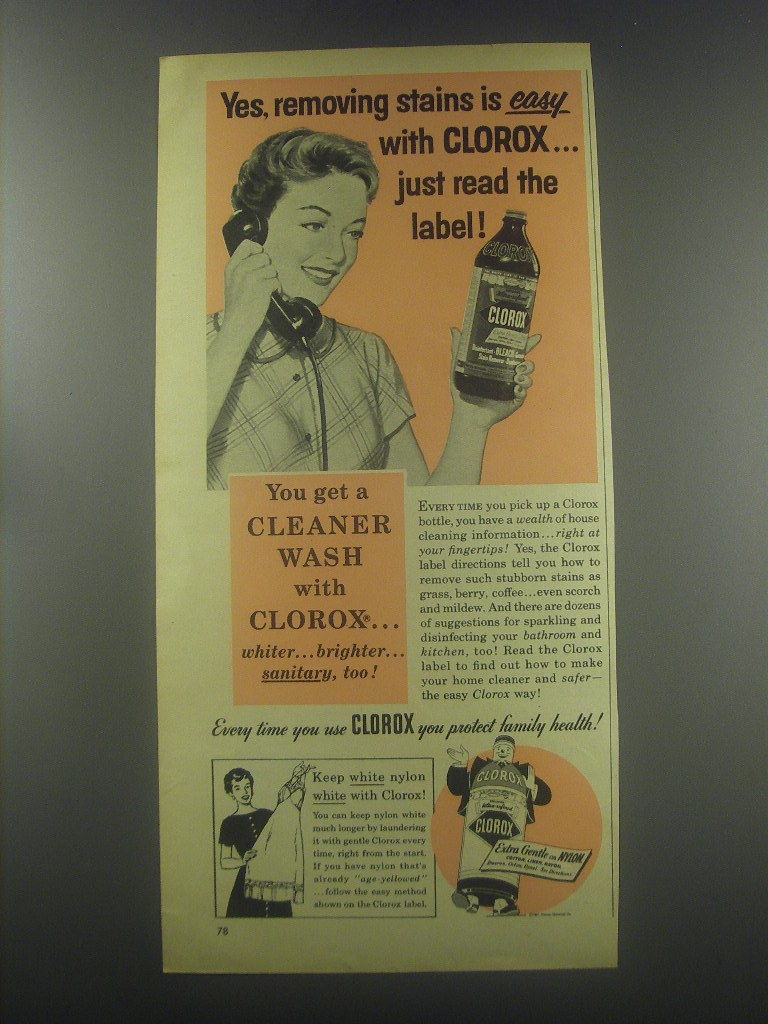 Yes, removing stains is easy
with CLOROX...
just read the
label!
CLOROX
CLOROX
BLEACH
You get a
CLEANER
WASH
with
CLOROX®...
whiter...brighter...
sanitary, too!
EVERY TIME you pick up a Clorox
bottle, you have a wealth of house
cleaning information...right at
your fingertips! Yes, the Clorox
label directions tell you how to
remove such stubborn stains as
grass, berry, coffee...even scorch
and mildew. And there are dozens
of suggestions for sparkling and
disinfecting your bathroom and
kitchen, too! Read the Clorox
label to find out how to make
your home cleaner and safer—
the easy Clorox way!
Every time you use CLOROX you protect family health!
Keep white nylon
white with Clorox!
You can keep nylon white
much longer by laundering
it with gentle Clorox every
time, right from the start.
If you have nylon that's
already "age-yellowed"
...follow the easy method
shown on the Clorox label.
CLOROX
CLOROX
Extra Gentle on NYLON,
COTTON, LINEN, RAYON,
78